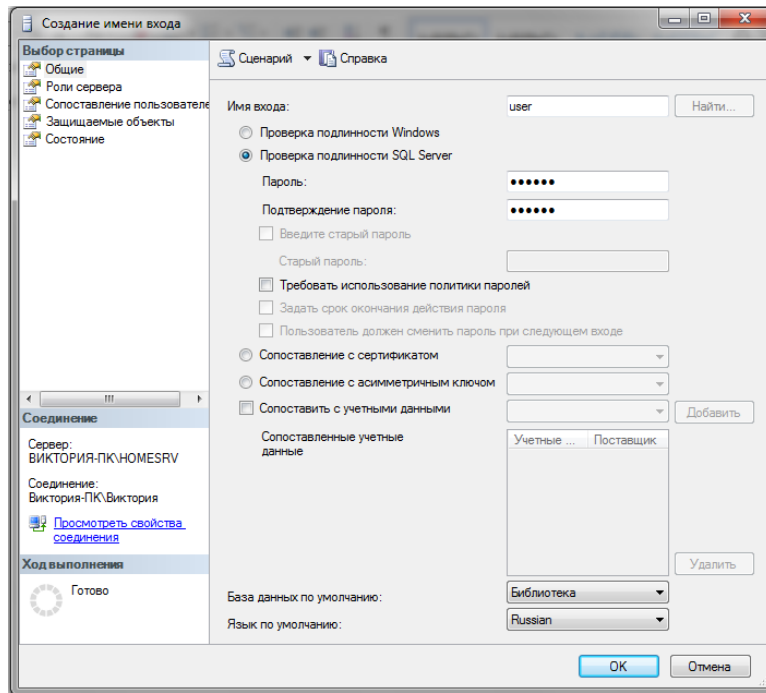 Создание имени входа
Выбор страницы
Общие
Роли сервера
Сопоставление пользователе
Защищаемые объекты
Состояние
Сценарий
Справка
Имя входа:
user
Найти...
Проверка подлинности Windows
Проверка подлинности SQL Server
Пароль:
●●●●●●
Подтверждение пароля:
●●●●●●
Введите старый пароль
Старый пароль:
Требовать использование политики паролей
Задать срок окончания действия пароля
Пользователь должен сменить пароль при следующем входе
Сопоставление с сертификатом
Сопоставление с асимметричным ключом
Сопоставить с учетными данными
Добавить
Сопоставленные учетные
данные
Учетные ...
Поставщик
Удалить
База данных по умолчанию:
Библиотека
Язык по умолчанию:
Russian
Соединение
Сервер:
ВИКТОРИЯ-ПК\HOMESRV
Соединение:
Виктория-ПК\Виктория
Просмотреть свойства
соединения
Ход выполнения
Готово
OK
Отмена